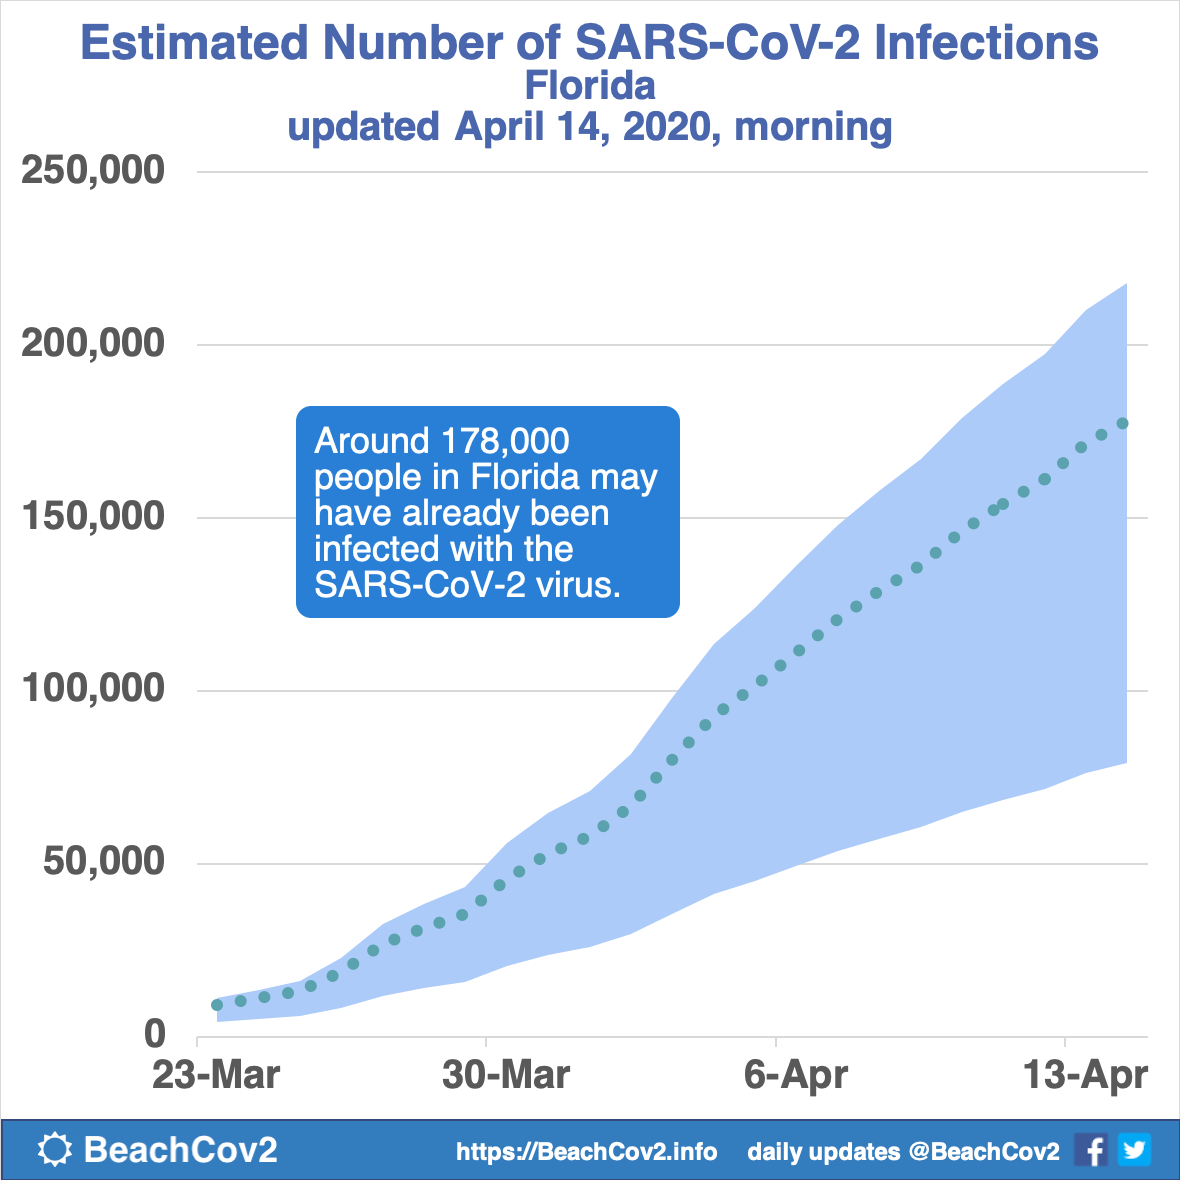 Estimated Number of SARS-CoV-2 Infections
Florida
updated April 14, 2020, morning
250,000
200,000
150,000
100,000
50,000
0
Around 178,000
people in Florida may
have already been
infected with the
SARS-CoV-2 virus.
23-Mar 30-Mar 6-Apr 13-Apr
BeachCov2 https://BeachCov2.info daily updates @BeachCov2